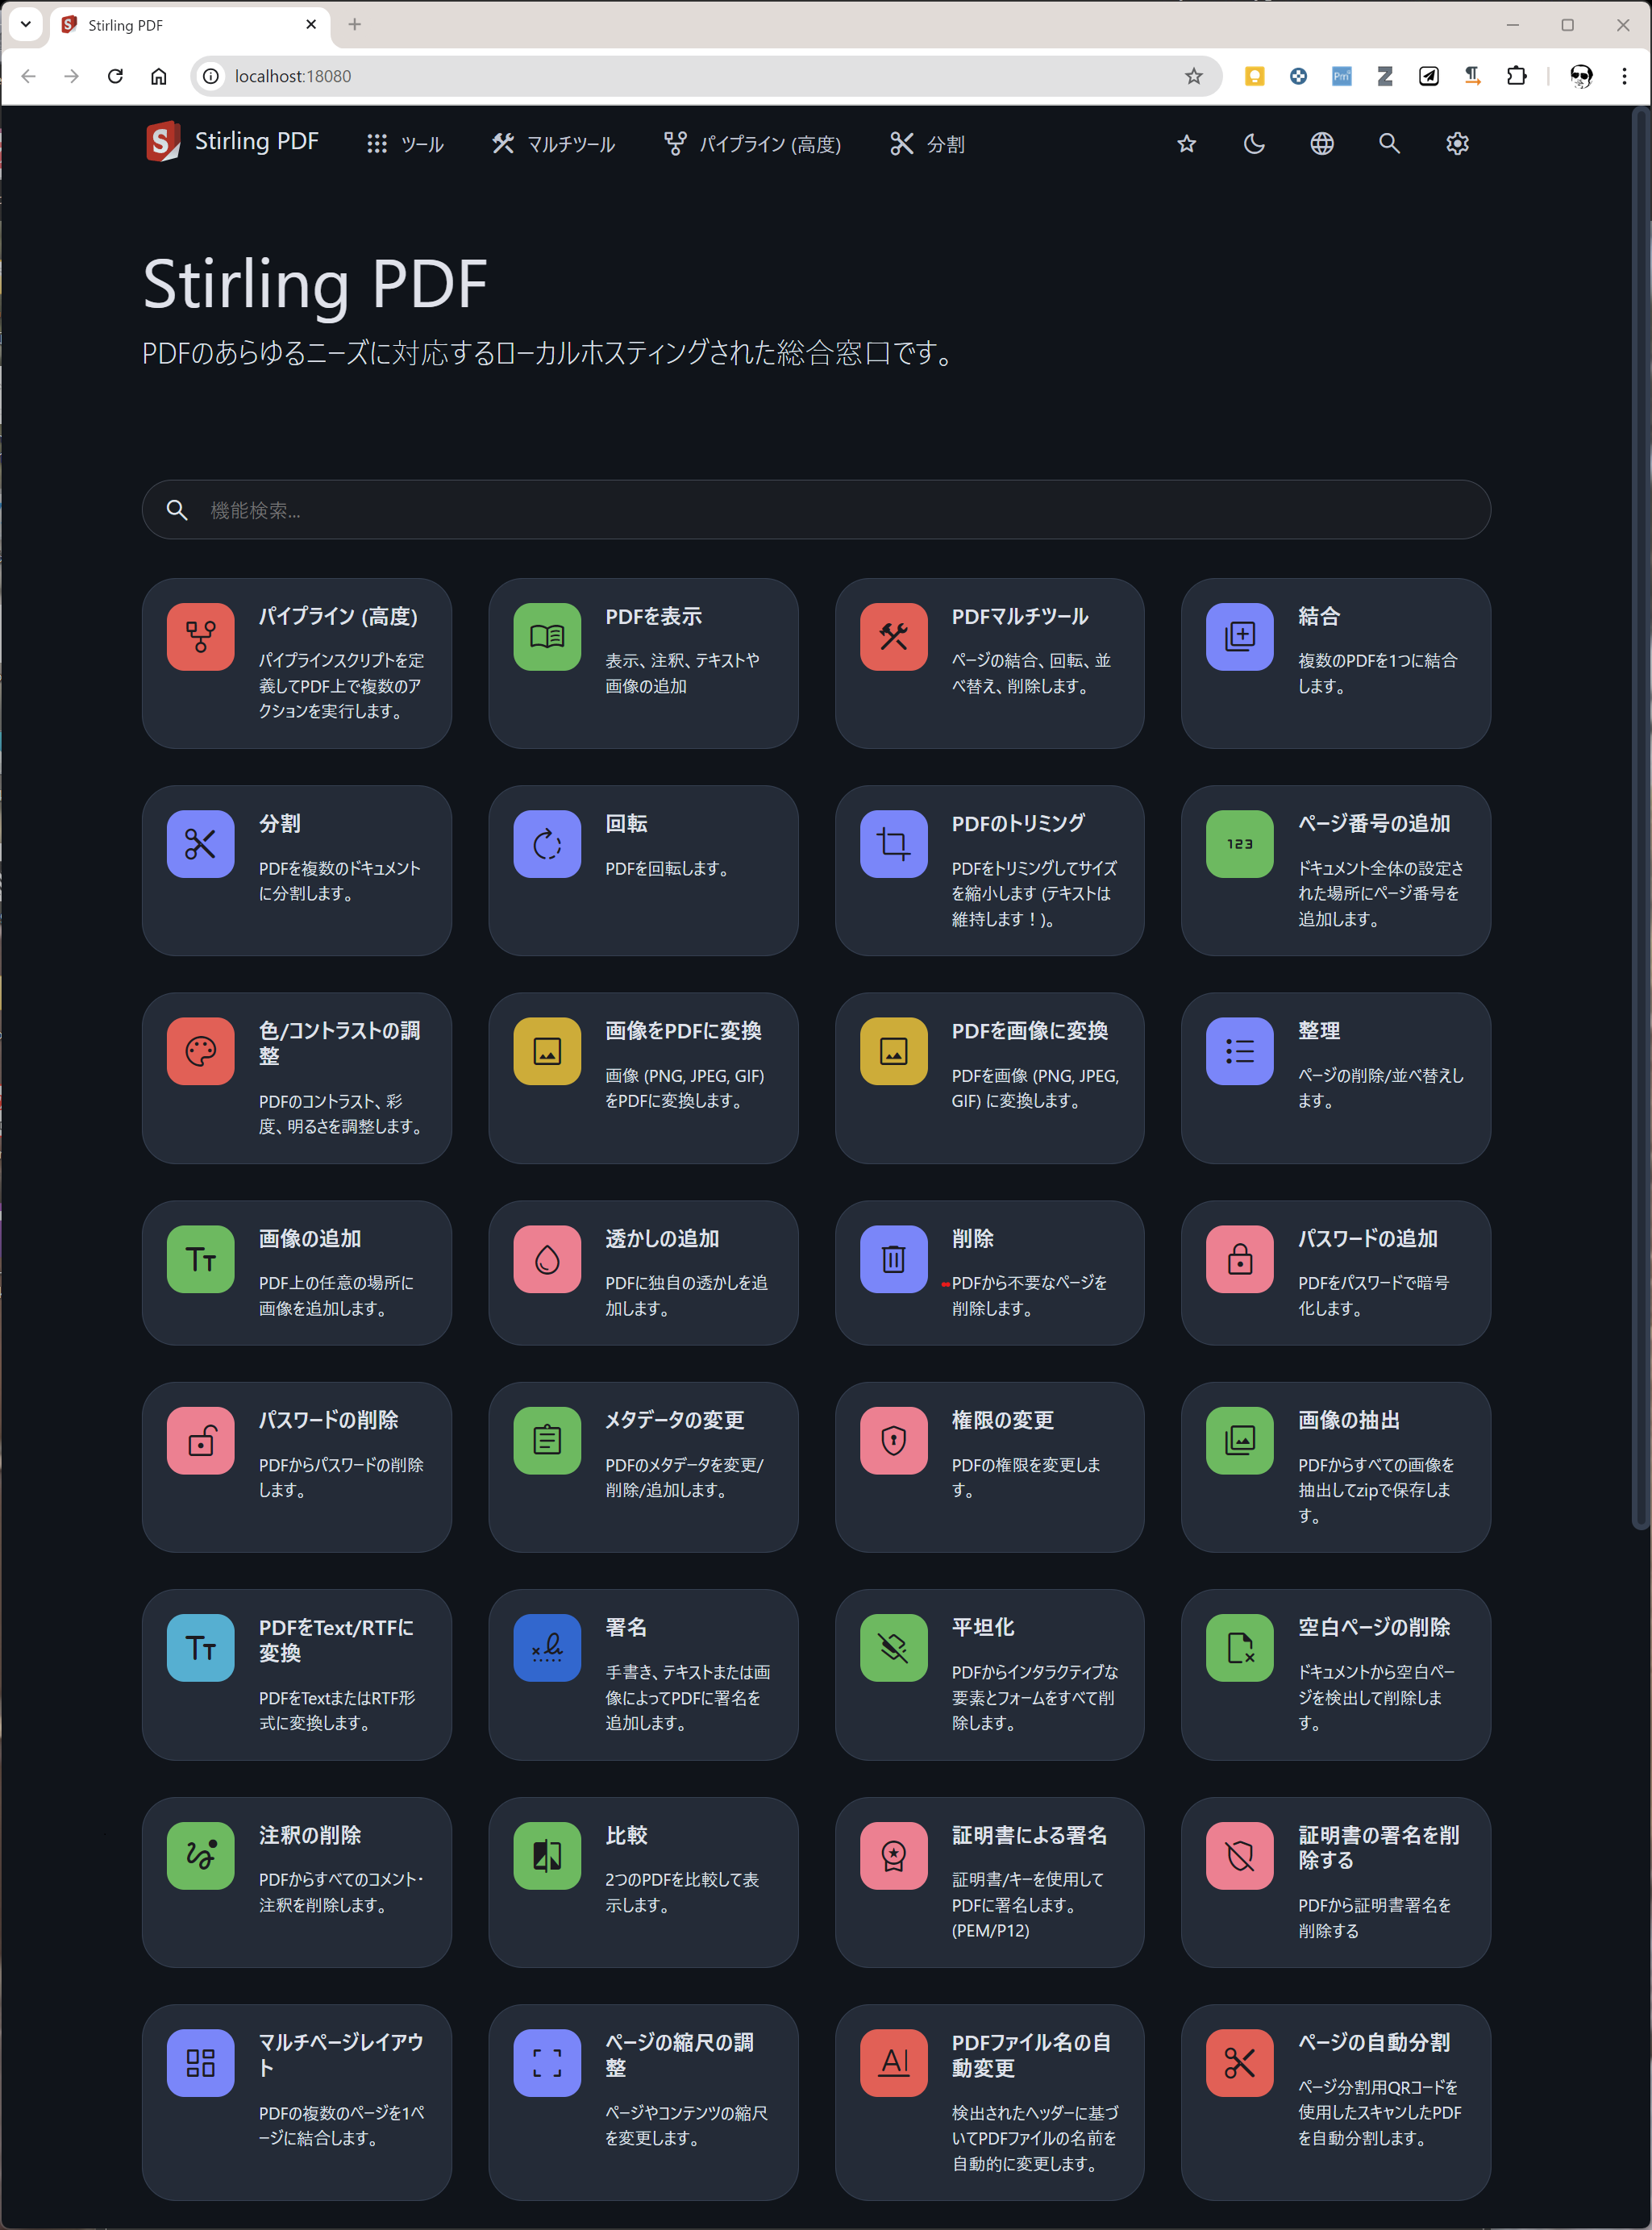 Stirling PDF
localhost:18080
Stirling PDF
ツール
マルチツール
パイプライン (高度)
分割
Stirling PDF
PDFのあらゆるニーズに対応するローカルホスティングされた総合窓口です。
機能検索...
パイプライン (高度)
パイプラインスクリプトを定
義してPDF上で複数のア
クションを実行します。
PDFを表示
表示、注釈、テキストや
画像の追加
PDFマルチツール
ページの結合、回転、並
べ替え、削除します。
結合
複数のPDFを1つに結合
します。
分割
PDFを複数のドキュメント
に分割します。
回転
PDFを回転します。
PDFのトリミング
PDFをトリミングしてサイズ
を縮小します (テキストは
維持します！)。
123
ページ番号の追加
ドキュメント全体の設定さ
れた場所にページ番号を
追加します。
色/コントラストの調
整
PDFのコントラスト、彩
度、明るさを調整します。
画像をPDFに変換
画像 (PNG, JPEG, GIF)
をPDFに変換します。
PDFを画像に変換
PDFを画像 (PNG, JPEG,
GIF) に変換します。
整理
ページの削除/並べ替えし
ます。
画像の追加
PDF上の任意の場所に
画像を追加します。
透かしの追加
PDFに独自の透かしを追
加します。
削除
PDFから不要なページを
削除します。
パスワードの追加
PDFをパスワードで暗号
化します。
パスワードの削除
PDFからパスワードの削除
します。
メタデータの変更
PDFのメタデータを変更/
削除/追加します。
権限の変更
PDFの権限を変更しま
す。
画像の抽出
PDFからすべての画像を
抽出してzipで保存しま
す。
PDFをText/RTFに
変換
PDFをTextまたはRTF形
式に変換します。
署名
手書き、テキストまたは画
像によってPDFに署名を
追加します。
平坦化
PDFからインタラクティブな
要素とフォームをすべて削
除します。
空白ページの削除
ドキュメントから空白ペー
ジを検出して削除しま
す。
注釈の削除
PDFからすべてのコメント・
注釈を削除します。
比較
2つのPDFを比較して表
示します。
証明書による署名
証明書/キーを使用して
PDFに署名します。
(PEM/P12)
証明書の署名を削
除する
PDFから証明書署名を
削除する
マルチページレイアウ
ト
PDFの複数のページを1ペ
ージに結合します。
ページの縮尺の調
整
ページやコンテンツの縮尺
を変更します。
PDFファイル名の自
動変更
検出されたヘッダーに基づ
いてPDFファイルの名前を
自動的に変更します。
ページの自動分割
ページ分割用QRコードを
使用したスキャンしたPDF
を自動分割します。